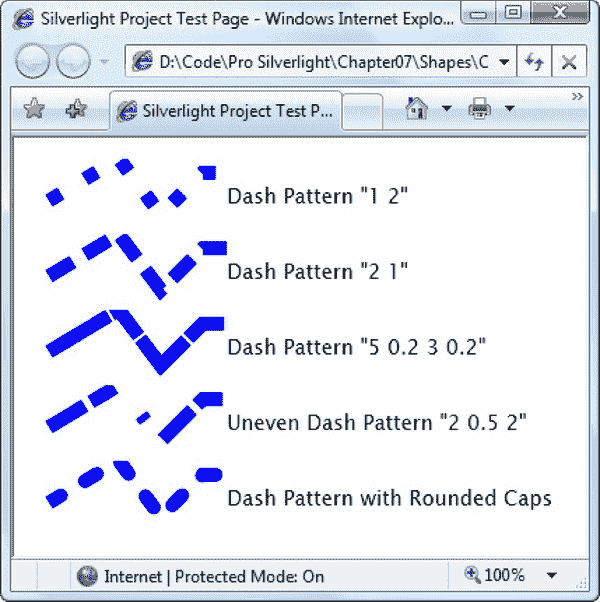 Silverlight Project Test Page - Windows Internet Explo...
D:\Code\Pro Silverlight\Chapter07\Shapes\C
Silverlight Project Test P...
Dash Pattern "1 2"
Dash Pattern "2 1"
Dash Pattern "5 0.2 3 0.2"
Uneven Dash Pattern "2 0.5 2"
Dash Pattern with Rounded Caps
Internet | Protected Mode: On
100%